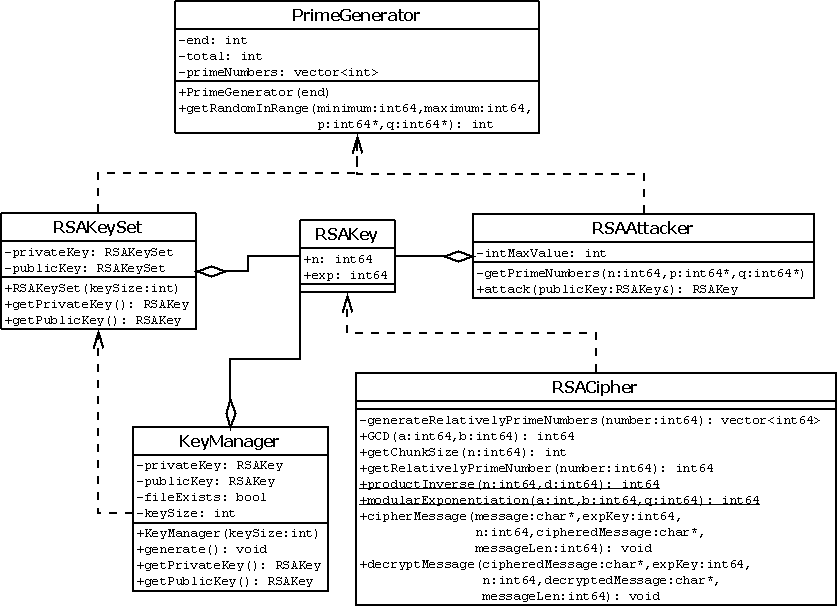 PrimeGenerator
-end: int
-total: int
-primeNumbers: vector<int>
+PrimeGenerator(end)
+getRandomInRange(minimum:int64,maximum:int64,
p:int64*,q:int64*): int
RSAKeySet
-privateKey: RSAKeySet
-publicKey: RSAKeySet
+RSAKeySet(keySize:int)
+getPrivateKey(): RSAKey
+getPublicKey(): RSAKey
RSAKey
+n: int64
+exp: int64
RSAAttacker
-intMaxValue: int
-getPrimeNumbers(n:int64,p:int64*,q:int64*)
+attack(publicKey:RSAKey&): RSAKey
KeyManager
-privateKey: RSAKey
-publicKey: RSAKey
-fileExists: bool
-keySize: int
+KeyManager(keySize:int)
+generate(): void
+getPrivateKey(): RSAKey
+getPublicKey(): RSAKey
RSACipher
-generateRelativelyPrimeNumbers(number:int64): vector<int64>
+GCD(a:int64,b:int64): int64
+getChunkSize(n:int64): int
+getRelativelyPrimeNumber(number:int64): int64
+productInverse(n:int64,d:int64): int64
+modularExponentiation(a:int,b:int64,q:int64): int64
+cipherMessage(message:char*,expKey:int64,
n:int64,cipheredMessage:char*,
messageLen:int64): void
+decryptMessage(cipheredMessage:char*,expKey:int64,
n:int64,decryptedMessage:char*,
messageLen:int64): void